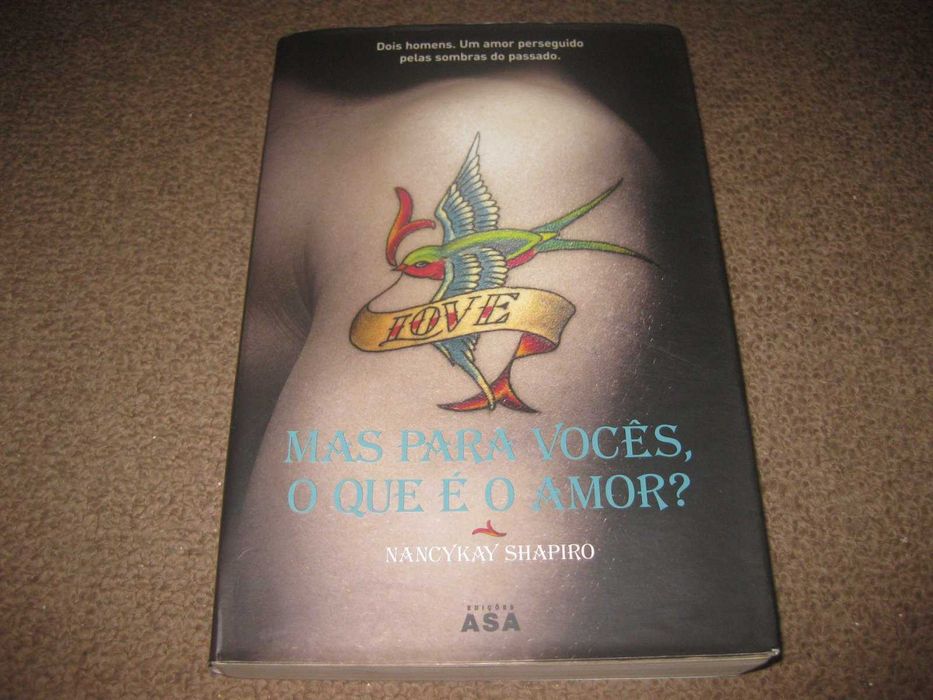 Dois homens. Um amor perseguido
pelas sombras do passado.
LOVE
MAS PARA VOCÊS,
O QUE É O AMOR?
NANCYKAY SHAPIRO
EDIÇÕES
ASA